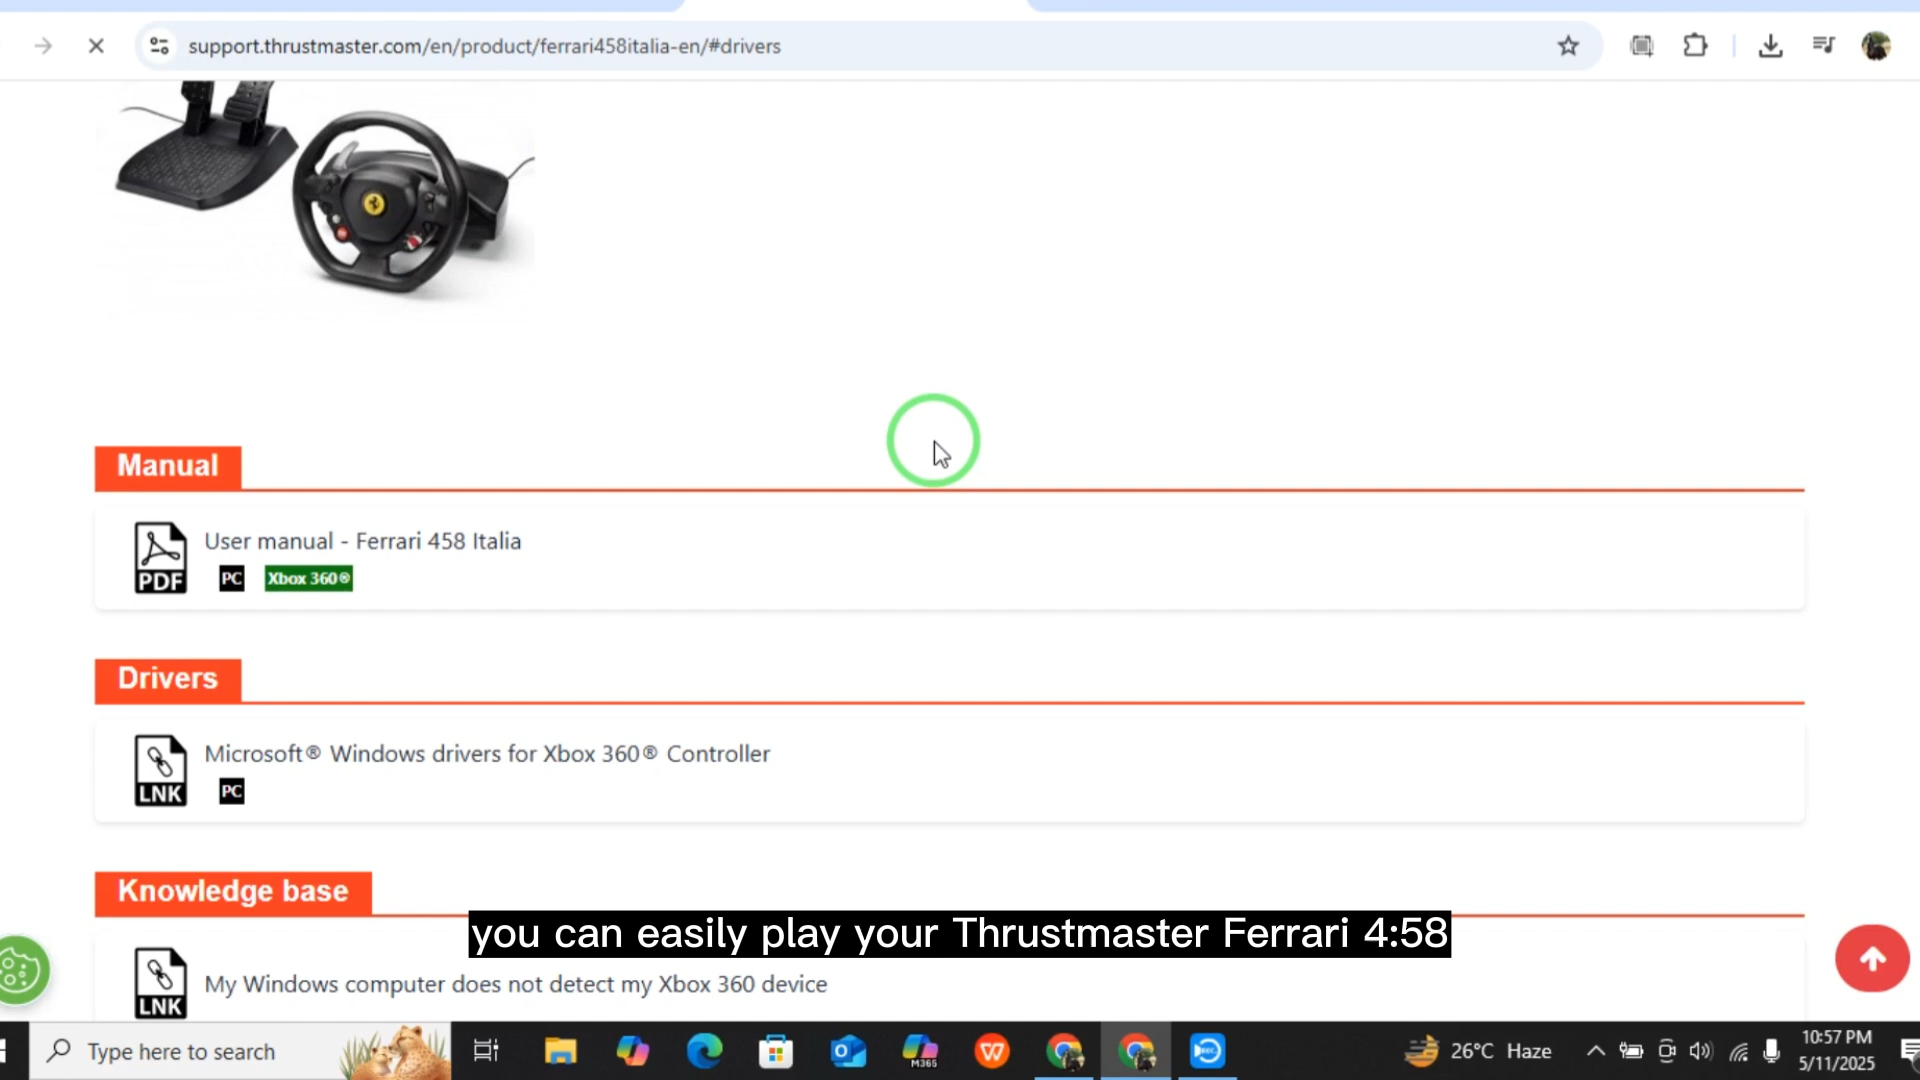 support.thrustmaster.com/en/product/ferrari458italia-en/#drivers
Manual
PDF
User manual - Ferrari 458 Italia
PC Xbox 360®
Drivers
LNK
Microsoft® Windows drivers for Xbox 360® Controller
PC
Knowledge base
you can easily play your Thrustmaster Ferrari 4:58
LNK
My Windows computer does not detect my Xbox 360 device
Type here to search
M365
REC
26°C Haze
10:57 PM
5/11/2025